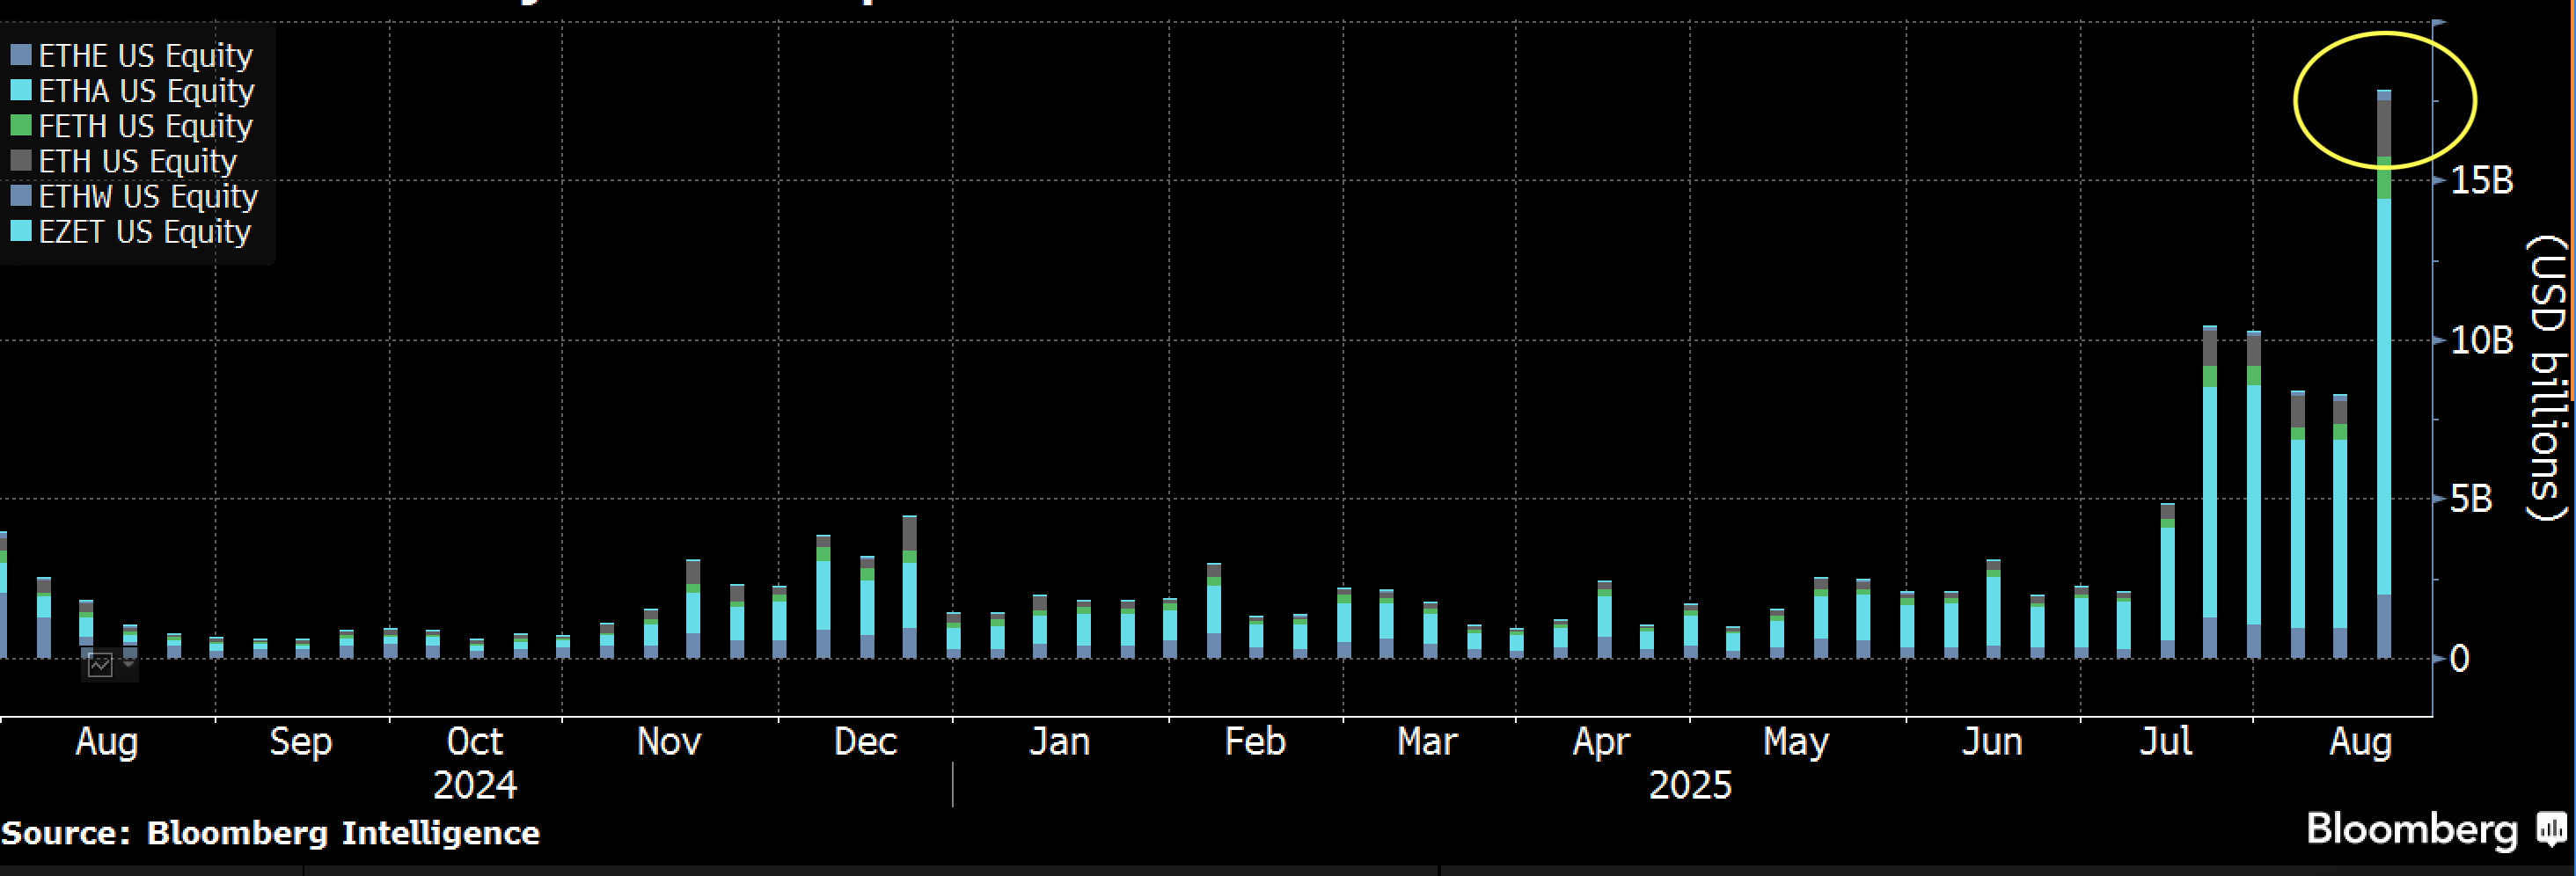 ETHE US Equity
ETHA US Equity
FETH US Equity
ETH US Equity
ETHW US Equity
EZET US Equity
15B
10B
5B
0
(USD billions)
Aug Sep Oct Nov Dec Jan Feb Mar Apr May Jun Jul Aug
2024 2025
Source: Bloomberg Intelligence
Bloomberg